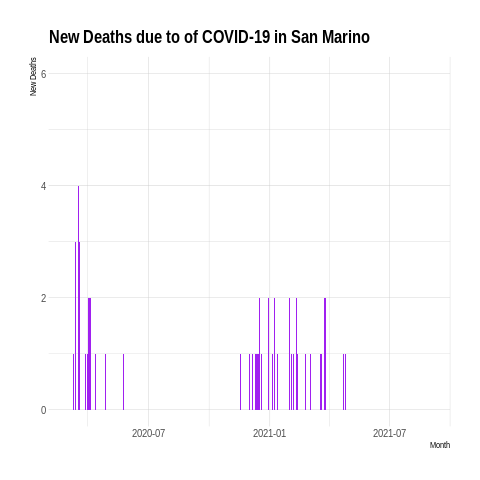 New Deaths due to of COVID-19 in San Marino
New Deaths
6
4
2
0
2020-07 2021-01 2021-07
Month